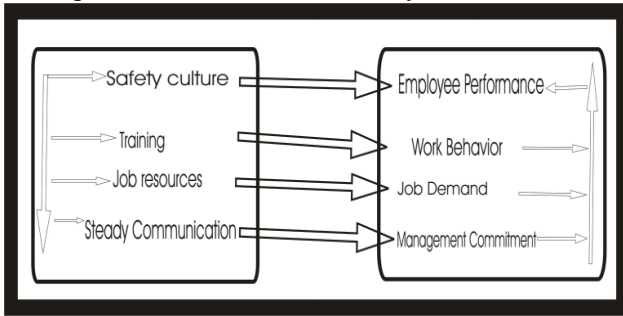 Safety culture
Training
Job resources
Steady Communication
Employee Performance
Work Behavior
Job Demand
Management Commitment